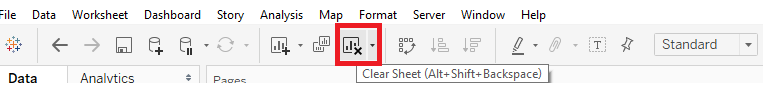 Data Worksheet Dashboard Story Analysis Map Format Server Window Help
T Standard
Data Analytics Pages
Clear Sheet (Alt+Shift+Backspace)